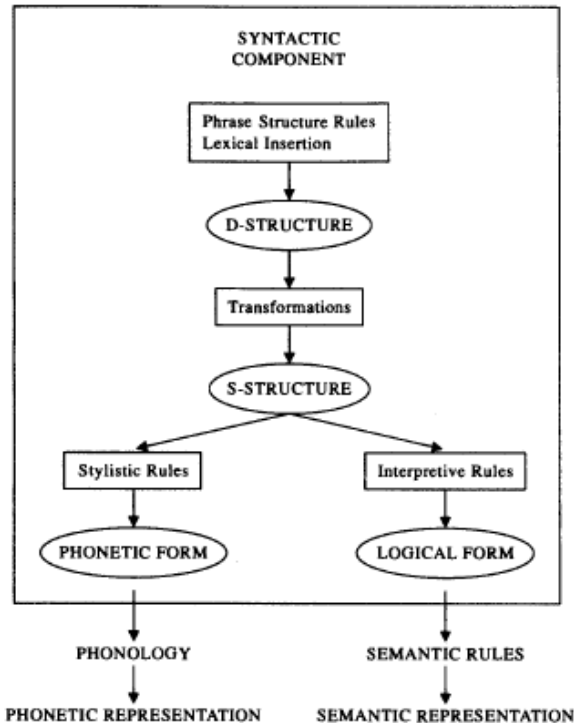 SYNTACTIC
COMPONENT
Phrase Structure Rules
Lexical Insertion
D-STRUCTURE
Transformations
S-STRUCTURE
Stylistic Rules
Interpretive Rules
PHONETIC FORM
LOGICAL FORM
PHONOLOGY
SEMANTIC RULES
PHONETIC REPRESENTATION
SEMANTIC REPRESENTATION